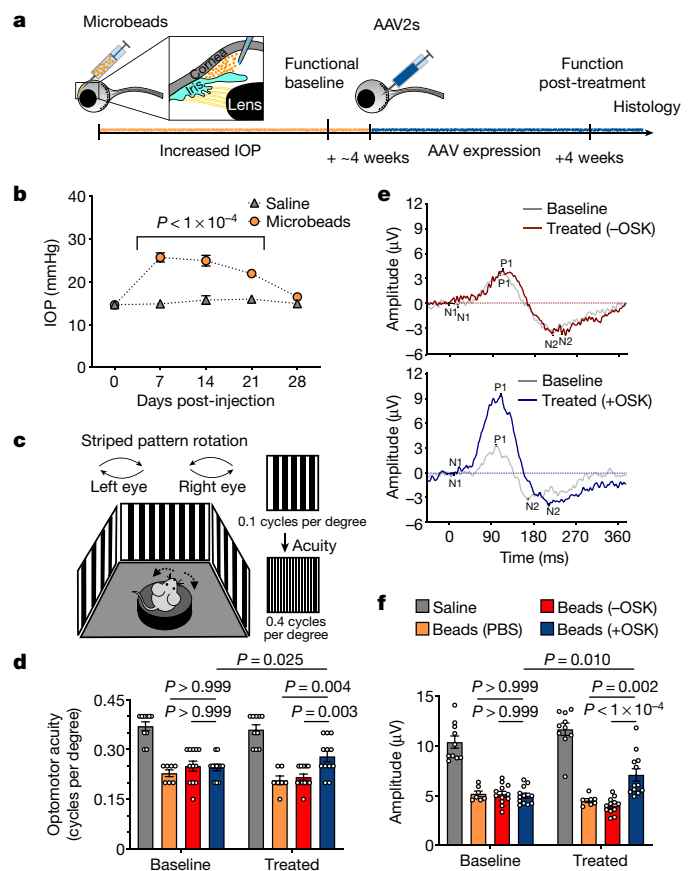 a
Microbeads
Cornea
Iris
Lens
Functional
baseline
AAV2s
Function
post-treatment
Histology
Increased IOP
+ ~4 weeks
AAV expression
+4 weeks
b
40
30
20
10
0
IOP (mmHg)
Saline
Microbeads
P < 1 × 10⁻⁴
0 7 14 21 28
Days post-injection
c
Striped pattern rotation
Left eye
Right eye
0.1 cycles per degree
Acuity
0.4 cycles
per degree
d
Optomotor acuity
(cycles per degree)
0.45
0.30
0.15
0
P = 0.025
P > 0.999
P > 0.999
P = 0.004
P = 0.003
Baseline
Treated
e
Amplitude (μV)
12
9
6
3
0
−3
−6
Baseline
Treated (−OSK)
P1
P1
N1
N1
N2
N2
Amplitude (μV)
12
9
6
3
0
−3
−6
Baseline
Treated (+OSK)
P1
P1
N1
N1
N2
N2
0 90 180 270 360
Time (ms)
f
Saline
Beads (−OSK)
Beads (PBS)
Beads (+OSK)
Amplitude (μV)
15
10
5
0
P = 0.010
P > 0.999
P > 0.999
P = 0.002
P < 1 × 10⁻⁴
Baseline
Treated